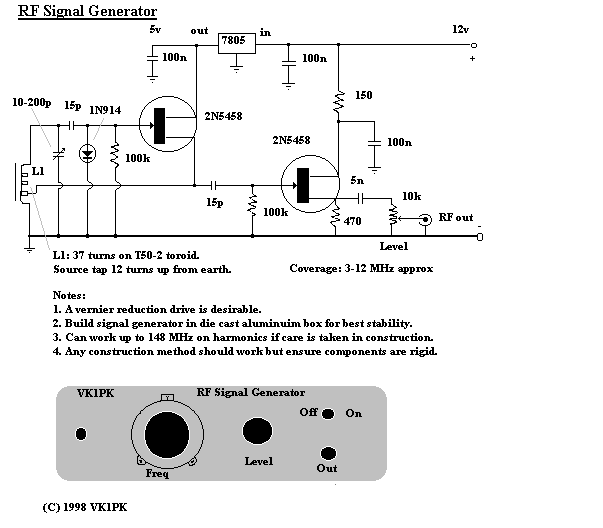 RF Signal Generator
5v
out
in
12v
7805
+
100n
100n
150
10-200p
15p
1N914
2N5458
2N5458
100n
100k
L1
5n
10k
15p
100k
470
RF out
-
Level
L1: 37 turns on T50-2 toroid.
Source tap 12 turns up from earth.
Coverage: 3-12 MHz approx
Notes:
1. A vernier reduction drive is desirable.
2. Build signal generator in die cast aluminuim box for best stability.
3. Can work up to 148 MHz on harmonics if care is taken in construction.
4. Any construction method should work but ensure components are rigid.
VK1PK
RF Signal Generator
Off
On
Level
Freq
Out
(C) 1998 VK1PK